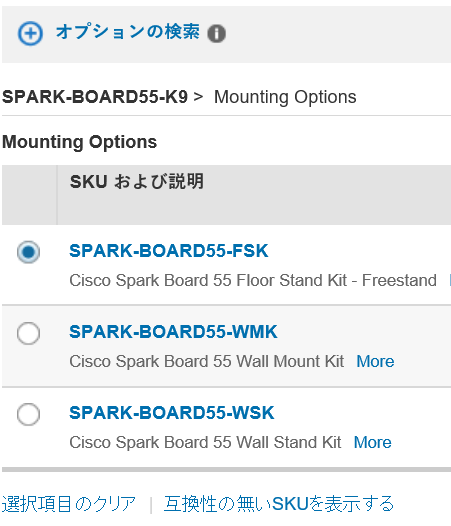 オプションの検索
SPARK-BOARD55-K9 > Mounting Options
Mounting Options
SKU および説明
SPARK-BOARD55-FSK
Cisco Spark Board 55 Floor Stand Kit - Freestand
SPARK-BOARD55-WMK
Cisco Spark Board 55 Wall Mount Kit More
SPARK-BOARD55-WSK
Cisco Spark Board 55 Wall Stand Kit More
選択項目のクリア | 互換性の無いSKUを表示する